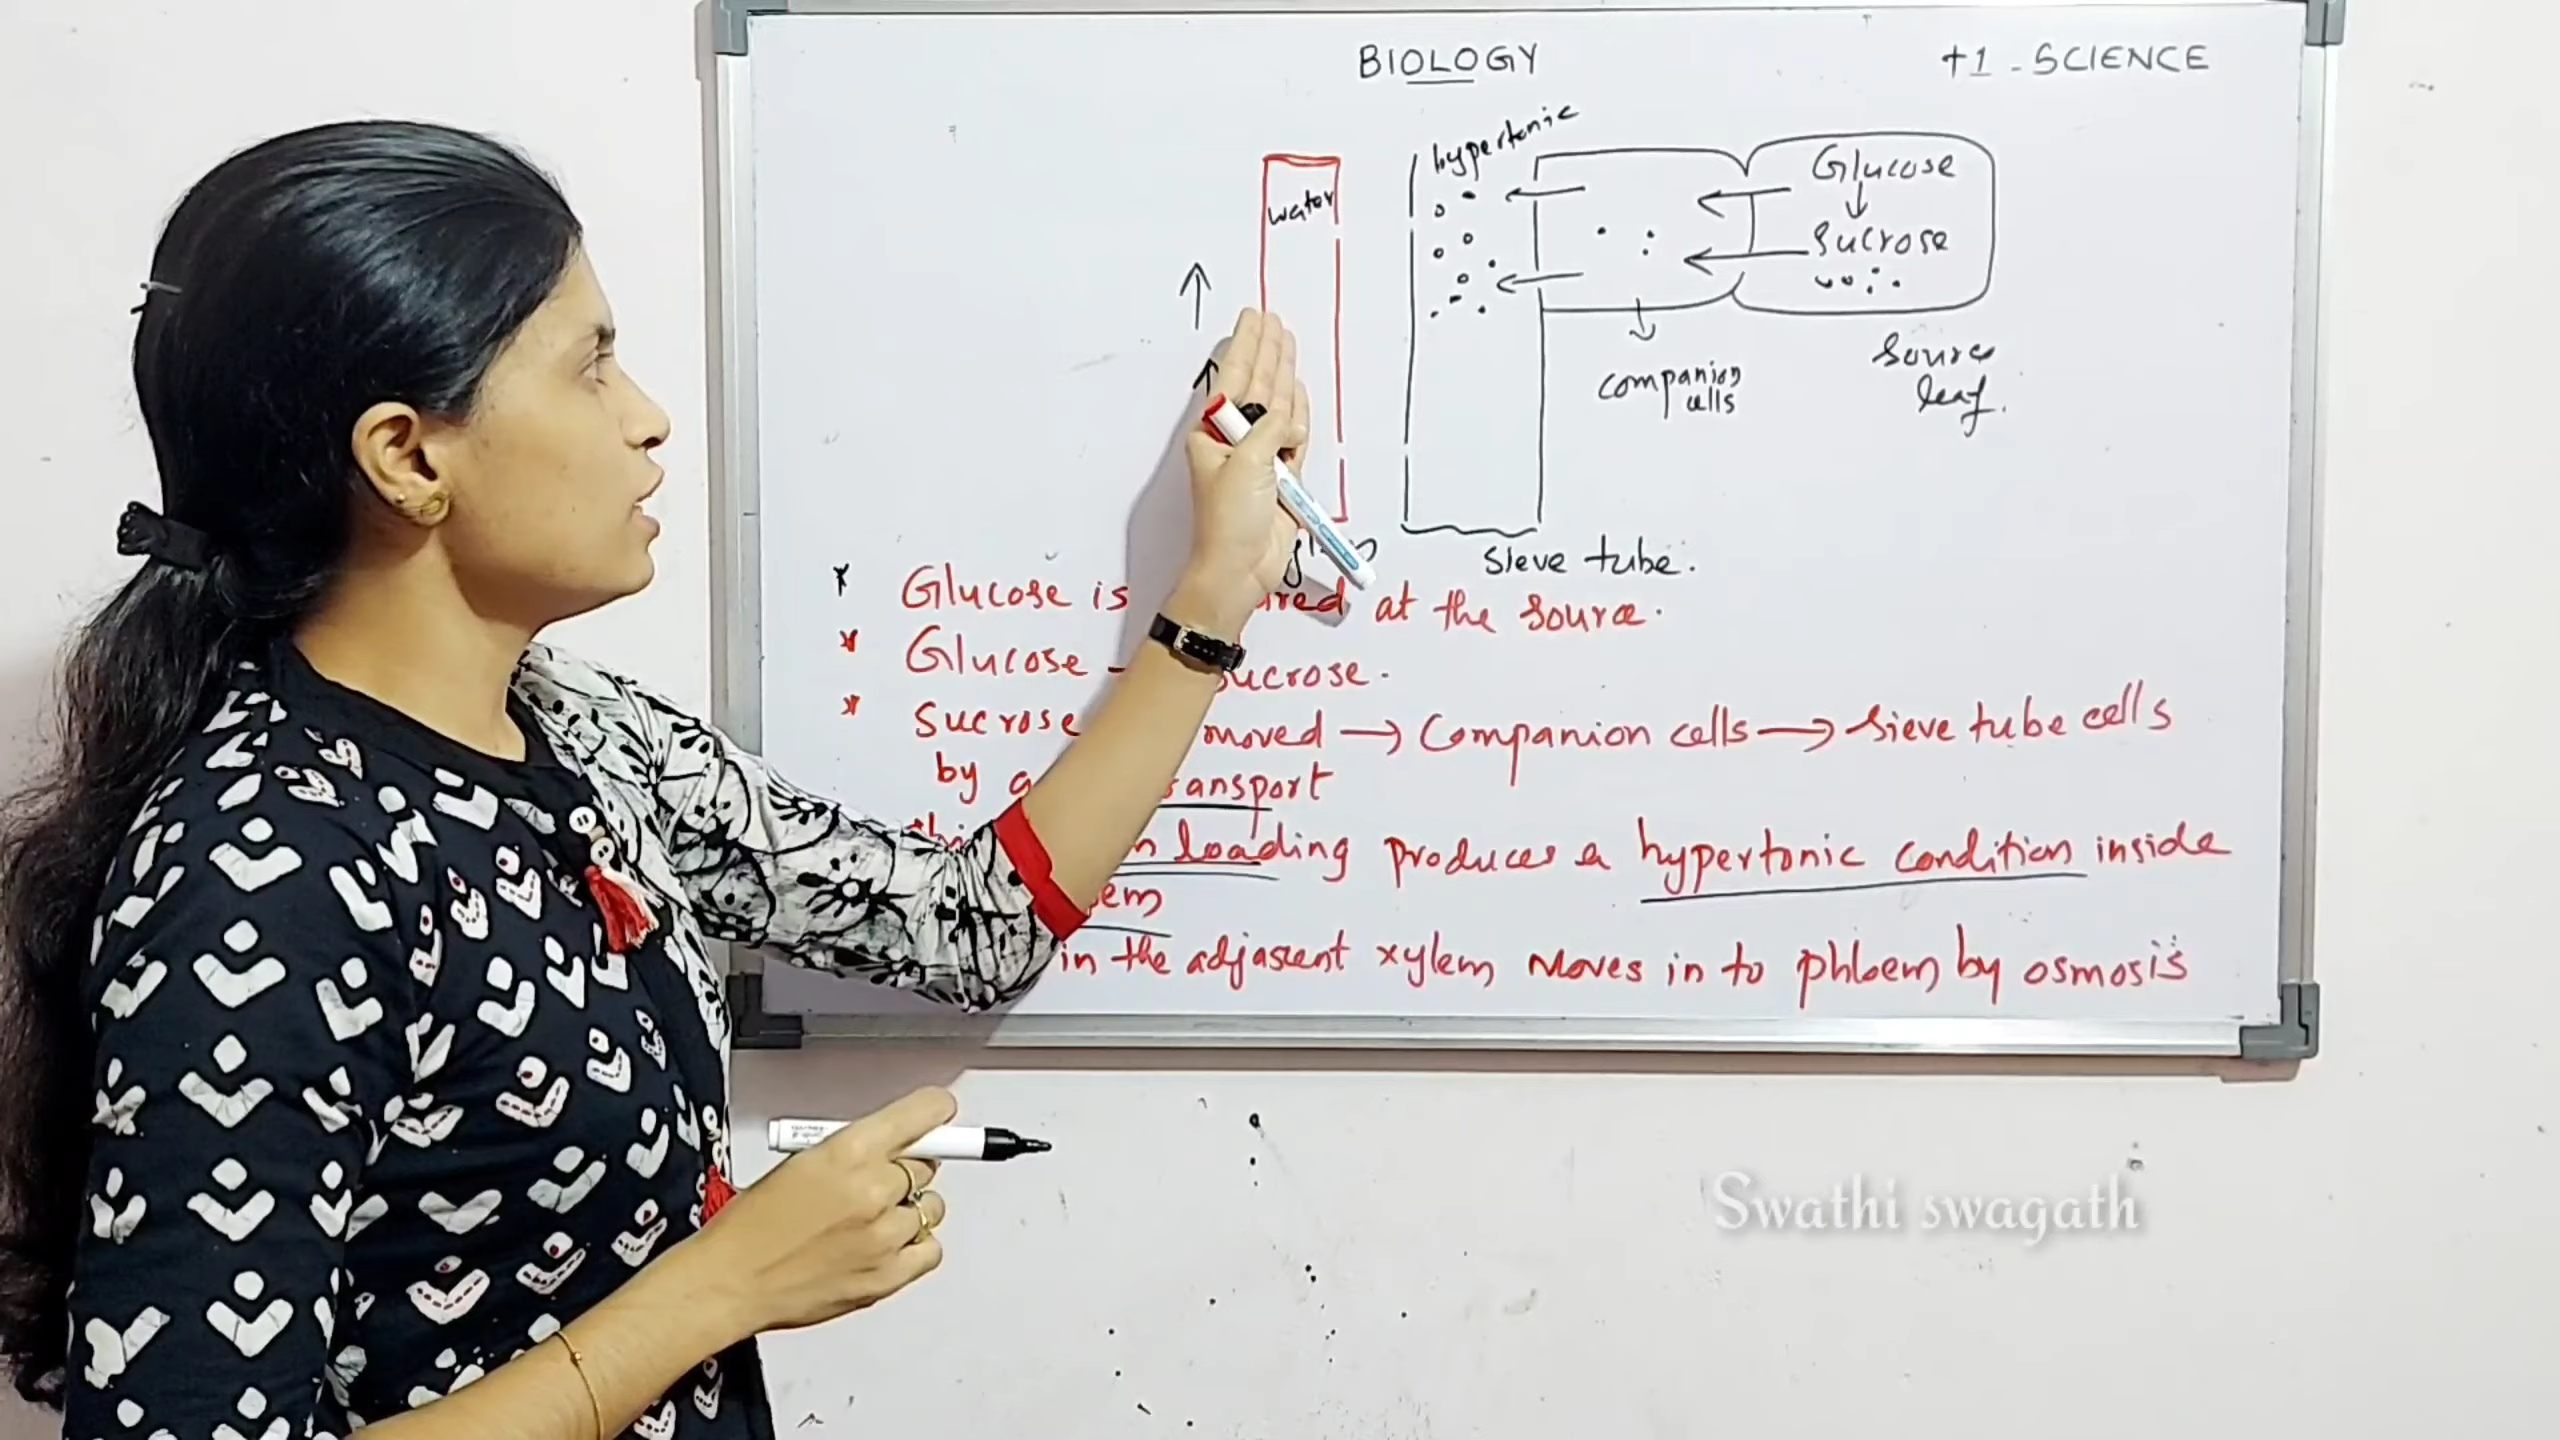 BIOLOGY
+1 - SCIENCE
hypertonic
water
Glucose
Sucrose
companion
cells
Source
leaf.
sieve tube.
* Glucose is at the source.
* Glucose sucrose.
* Sucrose moved → Companion cells → sieve tube cells
by transport
loading produces a hypertonic condition inside
in the adjascent xylem moves in to phloem by osmosis
Swathi swagath